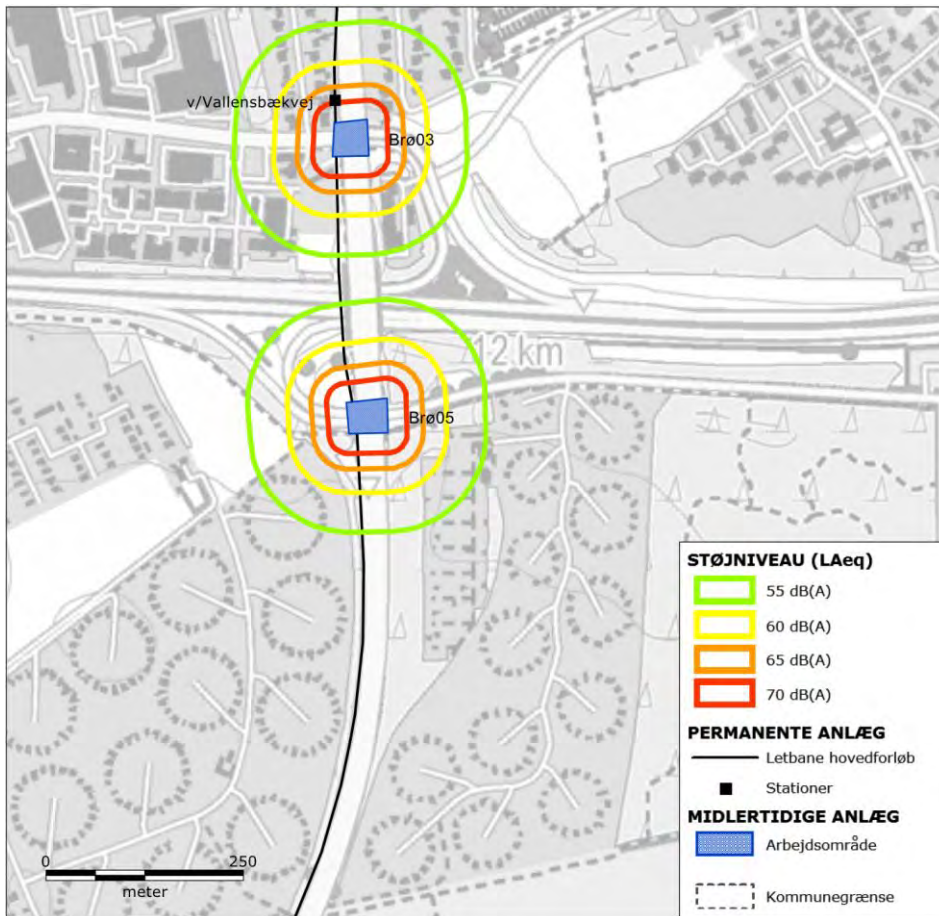 v/Vallensbækvej
Brø03
12 km
Brø05
STØJNIVEAU (LAeq)
55 dB(A)
60 dB(A)
65 dB(A)
70 dB(A)
PERMANENTE ANLÆG
Letbane hovedforløb
Stationer
MIDLERTIDIGE ANLÆG
Arbejdsområde
Kommunegrænse
0 250
meter